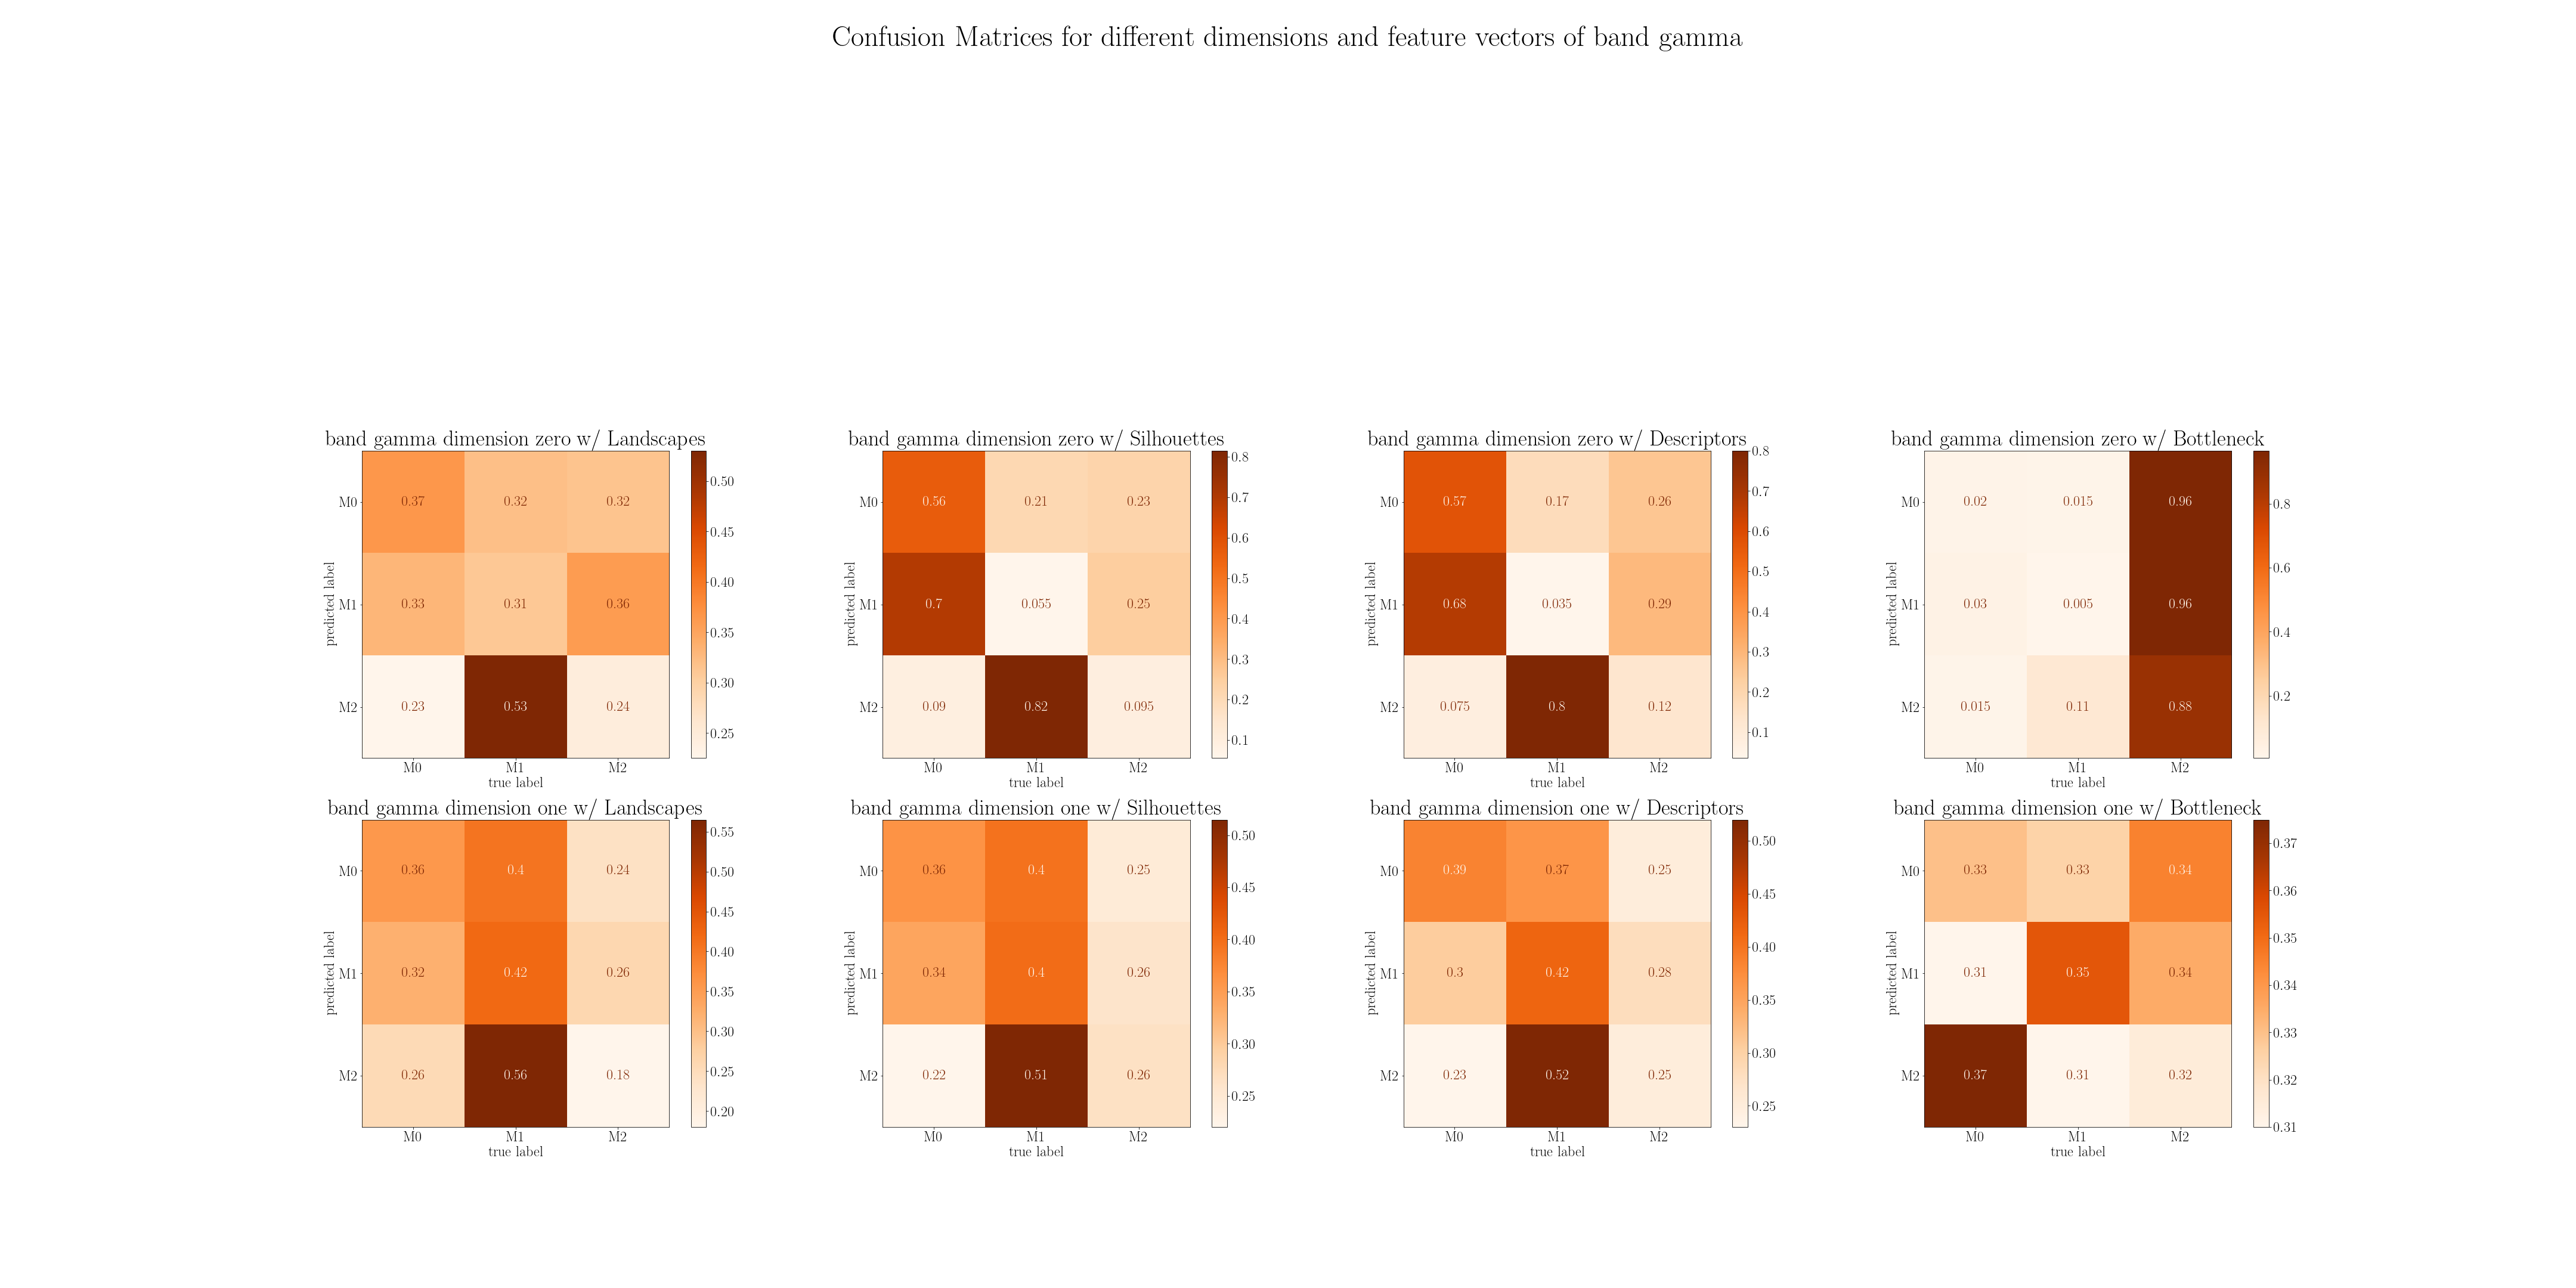 Confusion Matrices for different dimensions and feature vectors of band gamma
band gamma dimension zero w/ Landscapes
predicted label
M0 0.37 0.32 0.32
M1 0.33 0.31 0.36
M2 0.23 0.53 0.24
M0 M1 M2
true label
0.50
0.45
0.40
0.35
0.30
0.25
band gamma dimension zero w/ Silhouettes
predicted label
M0 0.56 0.21 0.23
M1 0.7 0.055 0.25
M2 0.09 0.82 0.095
M0 M1 M2
true label
0.8
0.7
0.6
0.5
0.4
0.3
0.2
0.1
band gamma dimension zero w/ Descriptors
predicted label
M0 0.57 0.17 0.26
M1 0.68 0.035 0.29
M2 0.075 0.8 0.12
M0 M1 M2
true label
0.8
0.7
0.6
0.5
0.4
0.3
0.2
0.1
band gamma dimension zero w/ Bottleneck
predicted label
M0 0.02 0.015 0.96
M1 0.03 0.005 0.96
M2 0.015 0.11 0.88
M0 M1 M2
true label
0.8
0.6
0.4
0.2
band gamma dimension one w/ Landscapes
predicted label
M0 0.36 0.4 0.24
M1 0.32 0.42 0.26
M2 0.26 0.56 0.18
M0 M1 M2
true label
0.55
0.50
0.45
0.40
0.35
0.30
0.25
0.20
band gamma dimension one w/ Silhouettes
predicted label
M0 0.36 0.4 0.25
M1 0.34 0.4 0.26
M2 0.22 0.51 0.26
M0 M1 M2
true label
0.50
0.45
0.40
0.35
0.30
0.25
band gamma dimension one w/ Descriptors
predicted label
M0 0.39 0.37 0.25
M1 0.3 0.42 0.28
M2 0.23 0.52 0.25
M0 M1 M2
true label
0.50
0.45
0.40
0.35
0.30
0.25
band gamma dimension one w/ Bottleneck
predicted label
M0 0.33 0.33 0.34
M1 0.31 0.35 0.34
M2 0.37 0.31 0.32
M0 M1 M2
true label
0.37
0.36
0.35
0.34
0.33
0.32
0.31